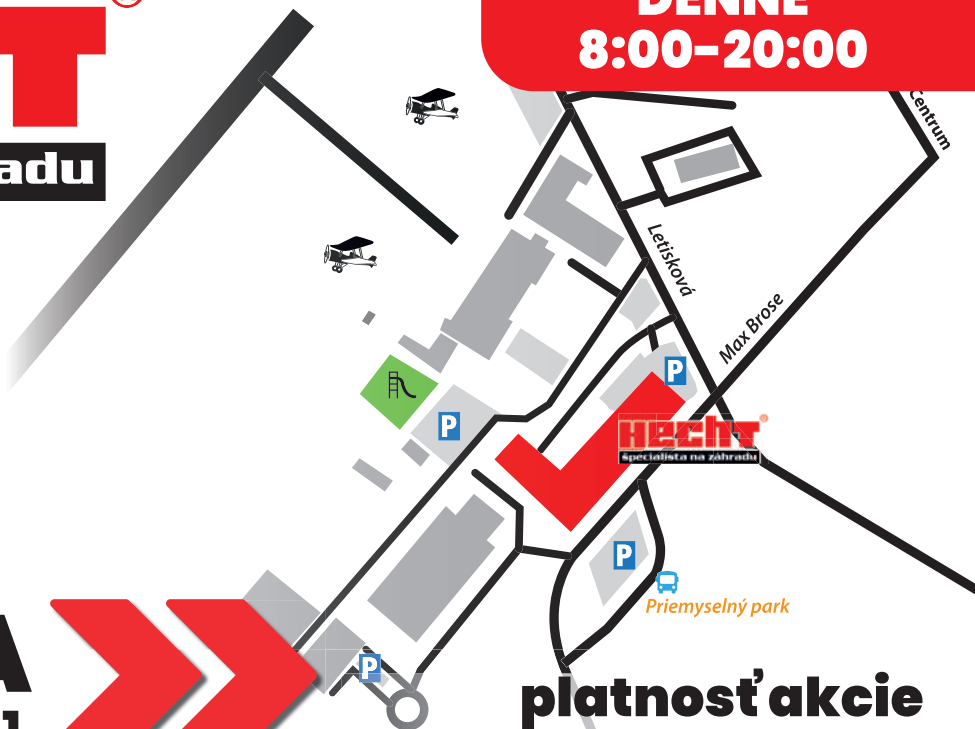 DENNE
8:00-20:00
T
adu
Centrum
Letisková
Max Brose
P
HECHT
špecialista na záhradu
P
P
Priemyselný park
P
A
platnosť akcie